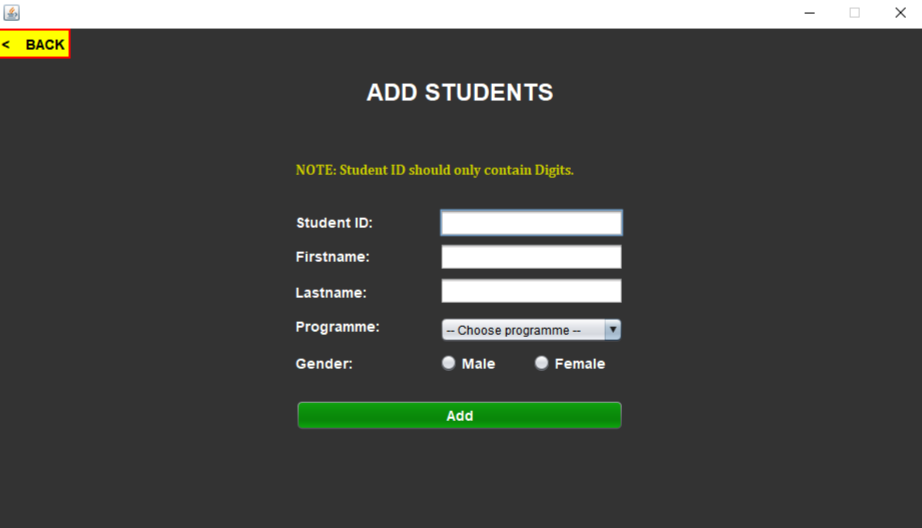 < BACK
ADD STUDENTS
NOTE: Student ID should only contain Digits.
Student ID:
Firstname:
Lastname:
Programme: -- Choose programme --
Gender: Male Female
Add